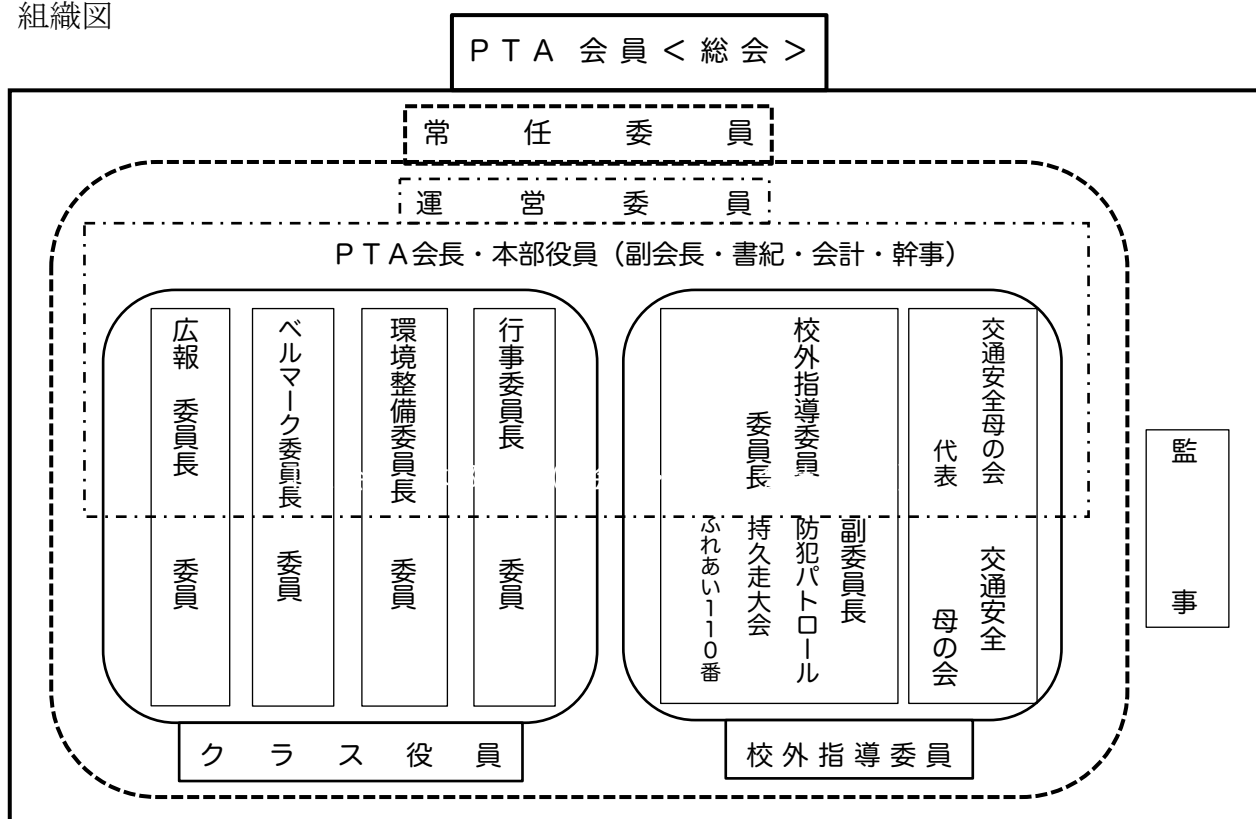 組織図
PTA 会員<総会>
常任委員
運営委員
PTA会長・本部役員（副会長・書紀・会計・幹事）
広報 委員長
委員
ベルマーク委員長
委員
環境整備委員長
委員
行事委員長
委員
校外指導委員
委員長
副委員長
防犯パトロール
持久走大会
ふれあい110番
交通安全母の会
代表
交通安全
母の会
監事
クラス役員
校外指導委員